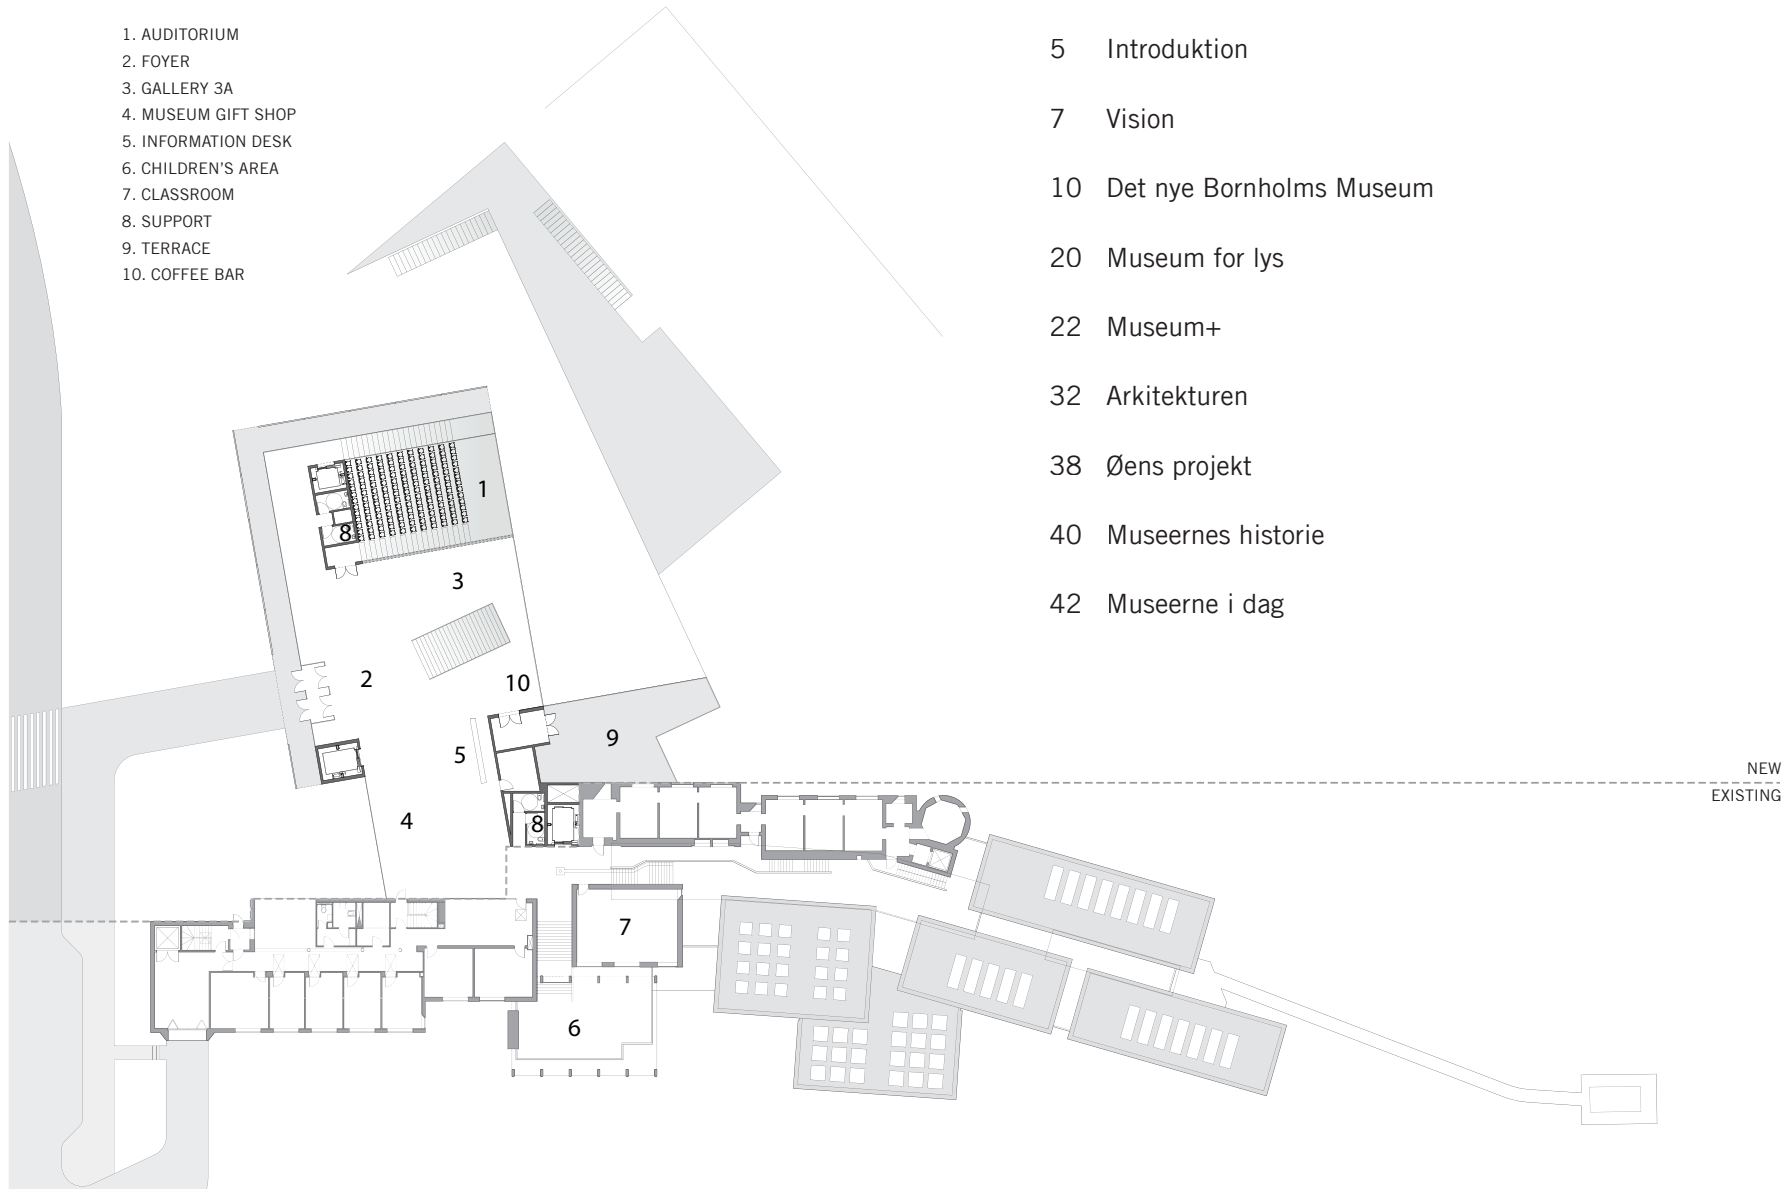 1. AUDITORIUM
2. FOYER
3. GALLERY 3A
4. MUSEUM GIFT SHOP
5. INFORMATION DESK
6. CHILDREN'S AREA
7. CLASSROOM
8. SUPPORT
9. TERRACE
10. COFFEE BAR
5 Introduktion
7 Vision
10 Det nye Bornholms Museum
20 Museum for lys
22 Museum+
32 Arkitekturen
38 Øens projekt
40 Museernes historie
42 Museerne i dag
1
8
3
2
10
9
5
4
8
7
6
NEW
EXISTING